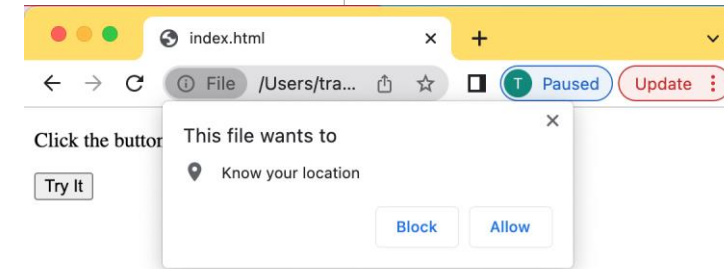 index.html
File /Users/tra... T Paused Update
Click the button
This file wants to
Know your location
Try It
Block Allow